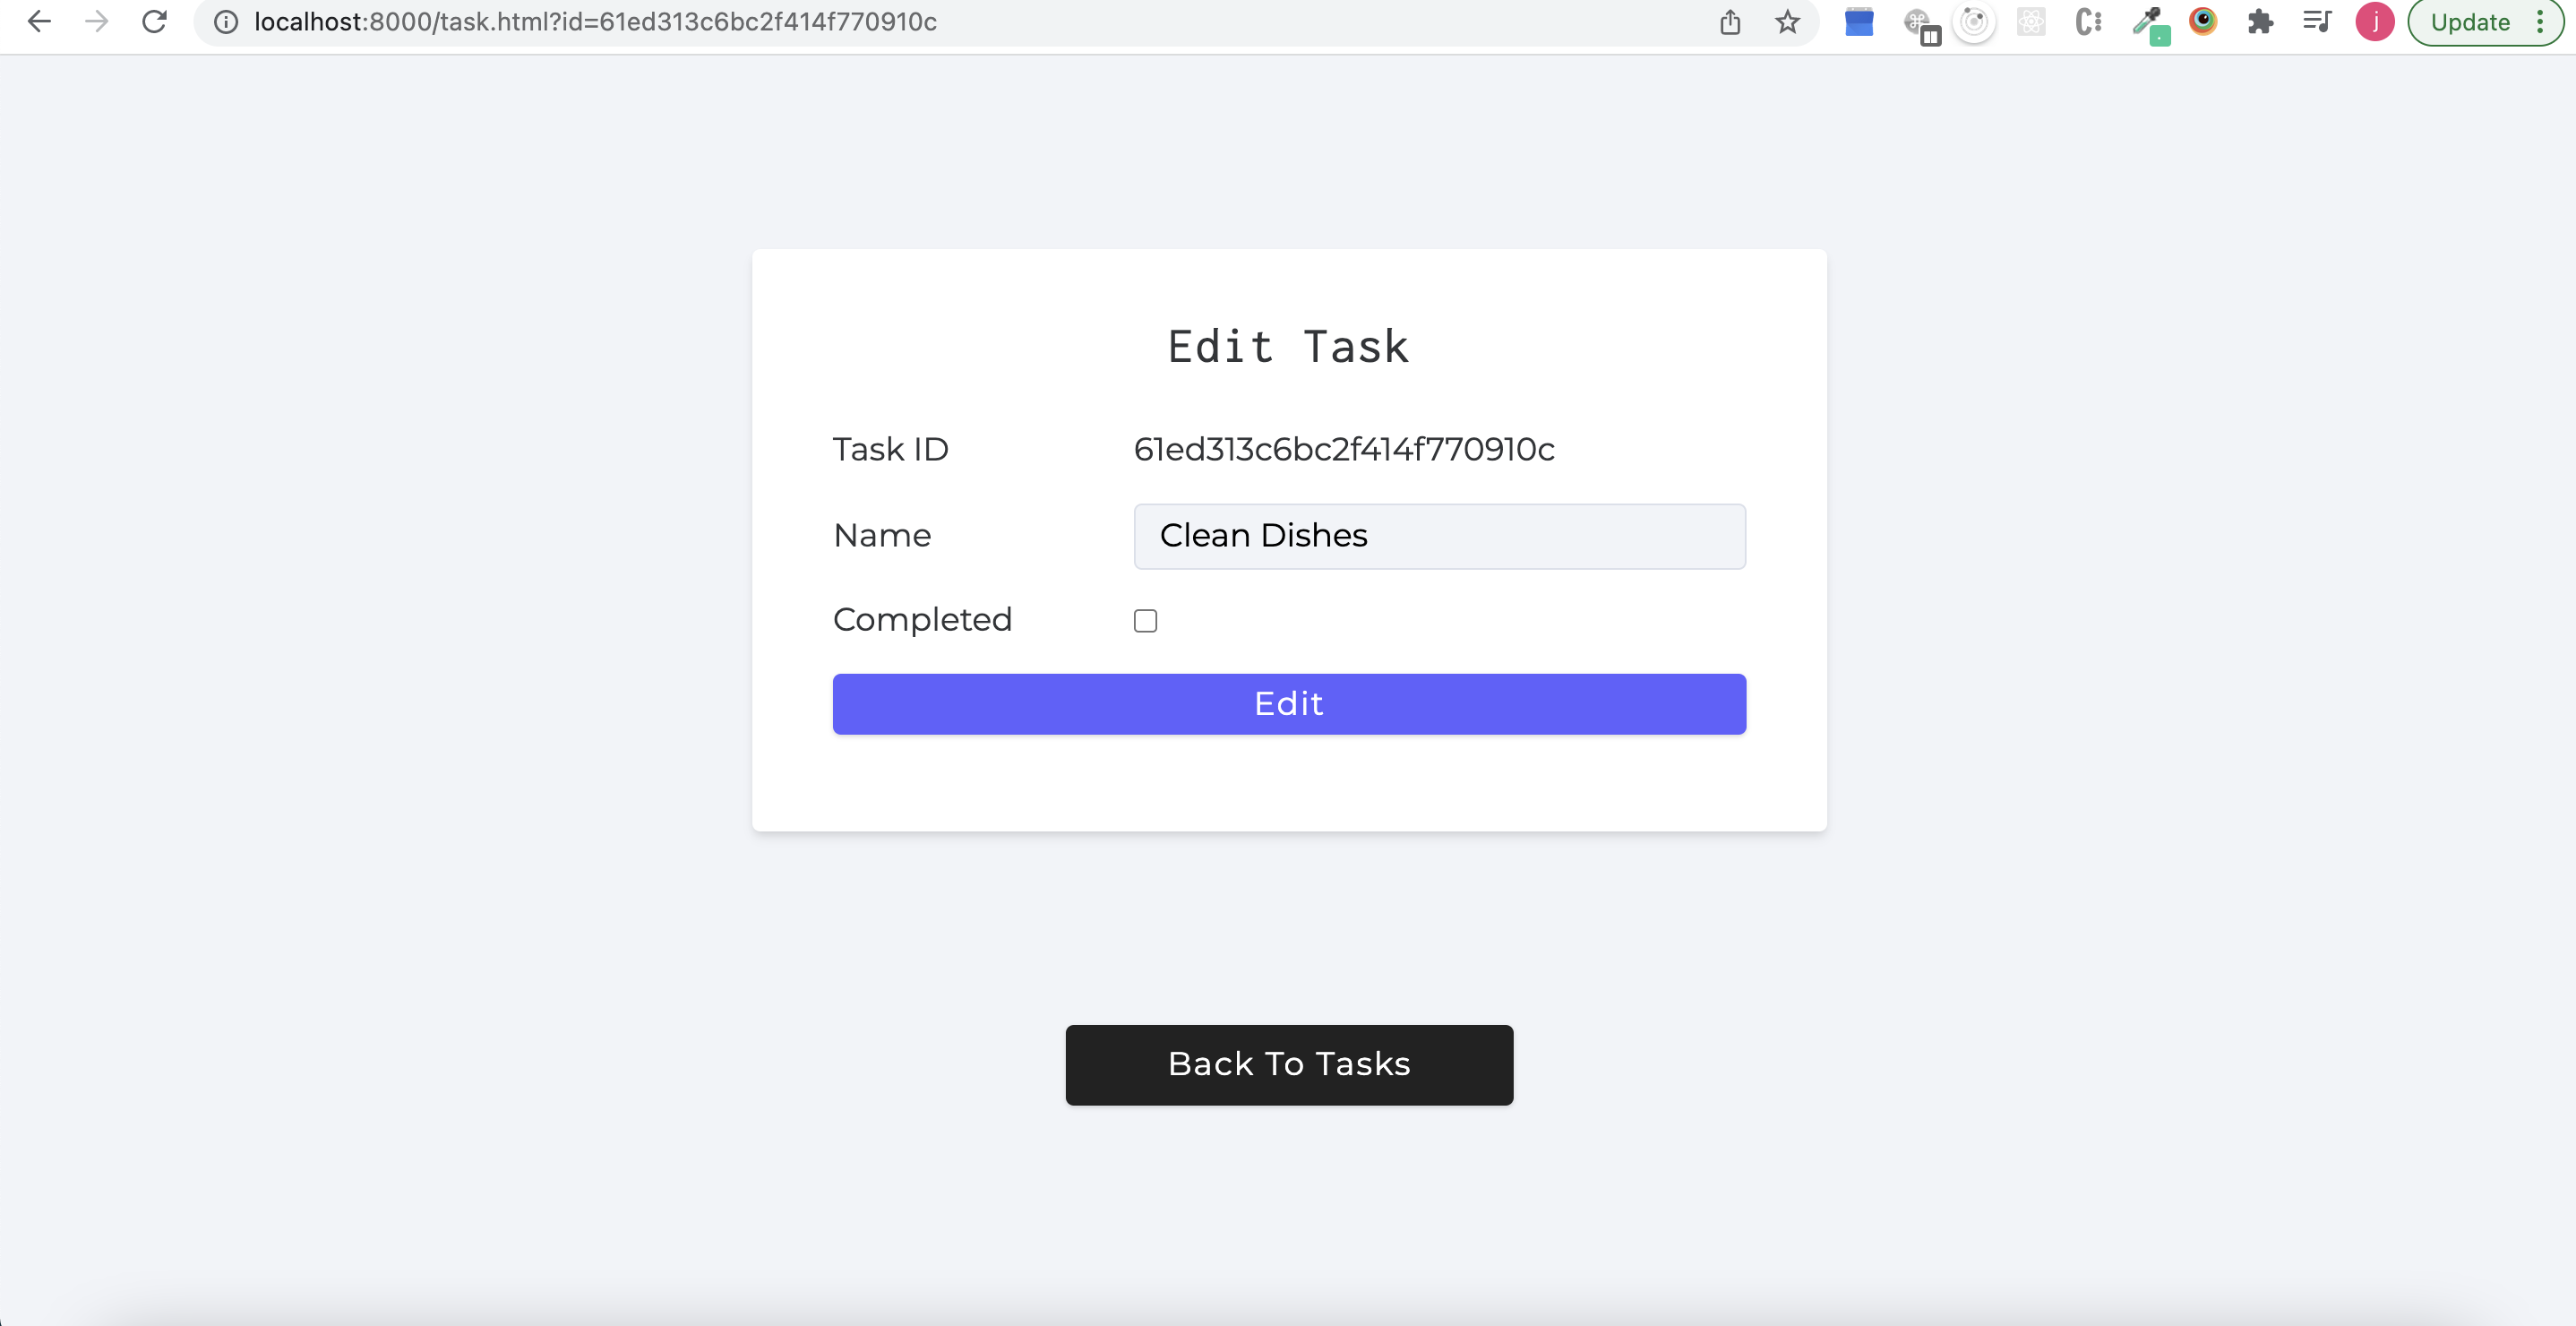 localhost:8000/task.html?id=61ed313c6bc2f414f770910c
j
Update
Edit Task
Task ID 61ed313c6bc2f414f770910c
Name Clean Dishes
Completed
Edit
Back To Tasks